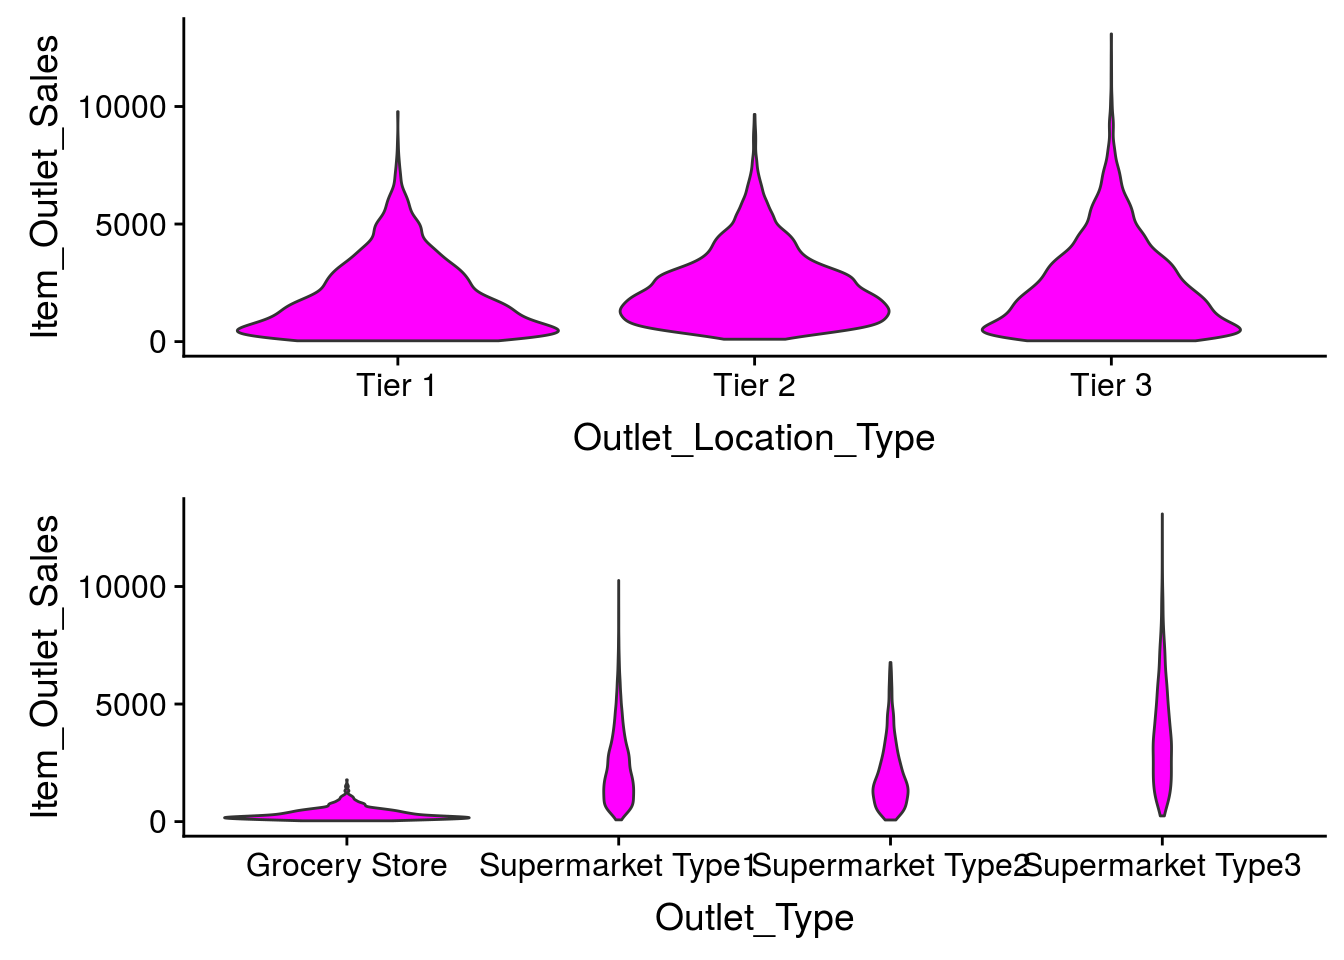 Item_Outlet_Sales
10000
5000
0
Tier 1 Tier 2 Tier 3
Outlet_Location_Type
Item_Outlet_Sales
10000
5000
0
Grocery Store Supermarket Type1 Supermarket Type2 Supermarket Type3
Outlet_Type